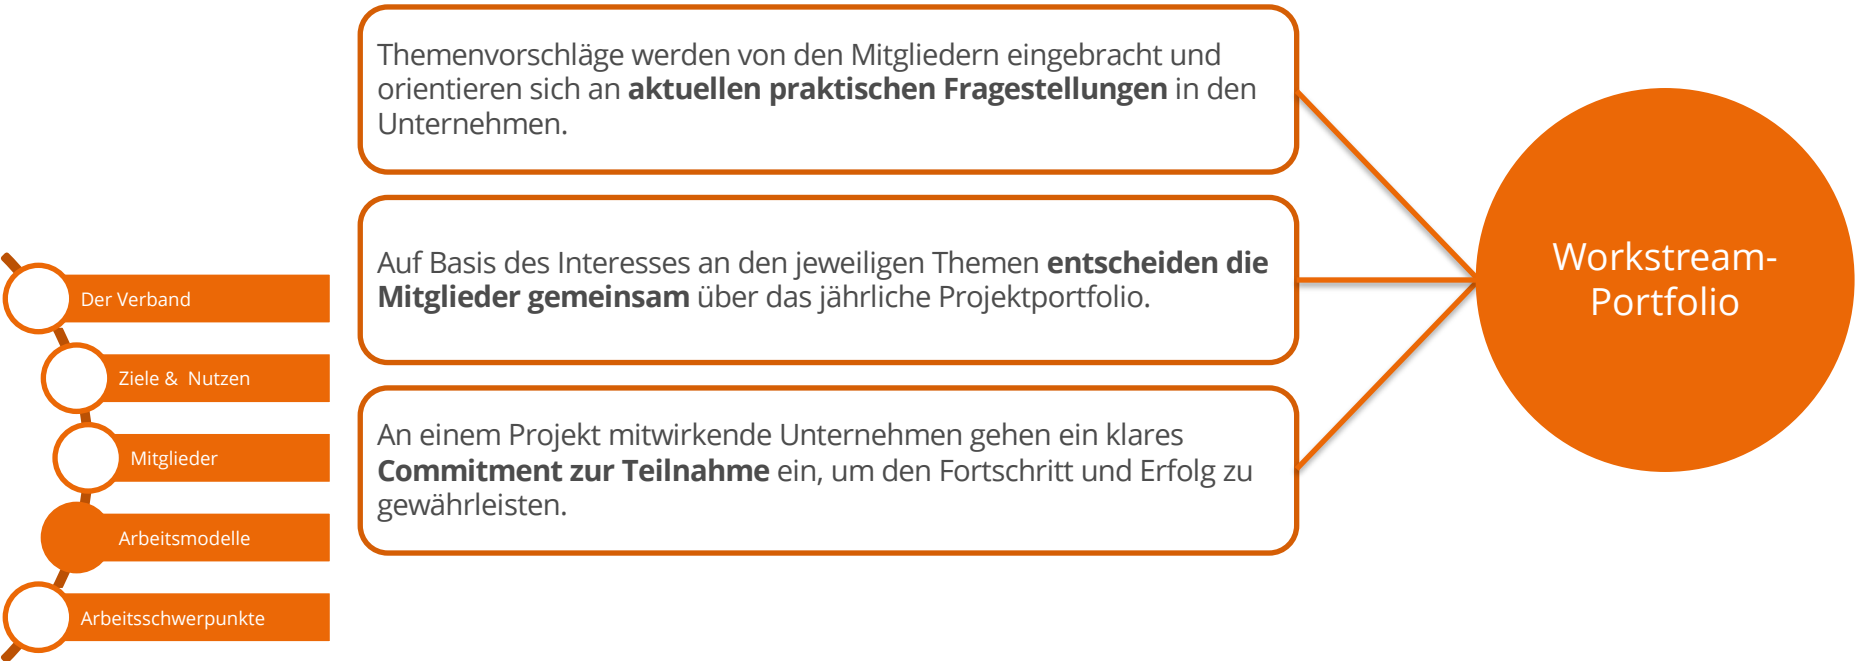 Themenvorschläge werden von den Mitgliedern eingebracht und
orientieren sich an aktuellen praktischen Fragestellungen in den
Unternehmen.
Auf Basis des Interesses an den jeweiligen Themen entscheiden die
Mitglieder gemeinsam über das jährliche Projektportfolio.
An einem Projekt mitwirkende Unternehmen gehen ein klares
Commitment zur Teilnahme ein, um den Fortschritt und Erfolg zu
gewährleisten.
Workstream-
Portfolio
Der Verband
Ziele & Nutzen
Mitglieder
Arbeitsmodelle
Arbeitsschwerpunkte